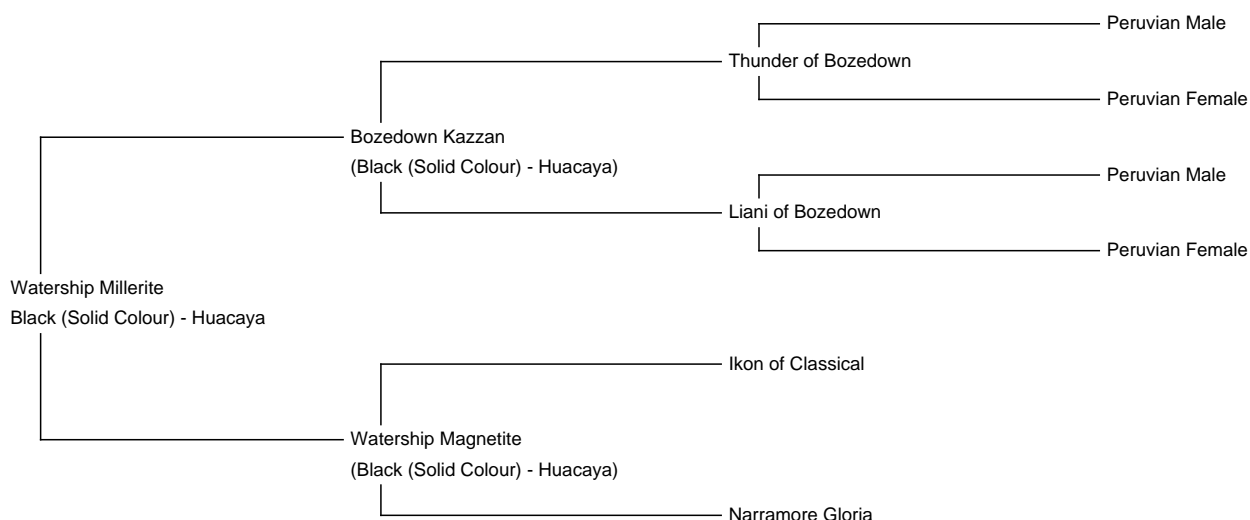 Peruvian Male
Thunder of Bozedown
Peruvian Female
Bozedown Kazzan
(Black (Solid Colour) - Huacaya)
Peruvian Male
Liani of Bozedown
Peruvian Female
Watership Millerite
Black (Solid Colour) - Huacaya
Ikon of Classical
Watership Magnetite
(Black (Solid Colour) - Huacaya)
Narramore Gloria